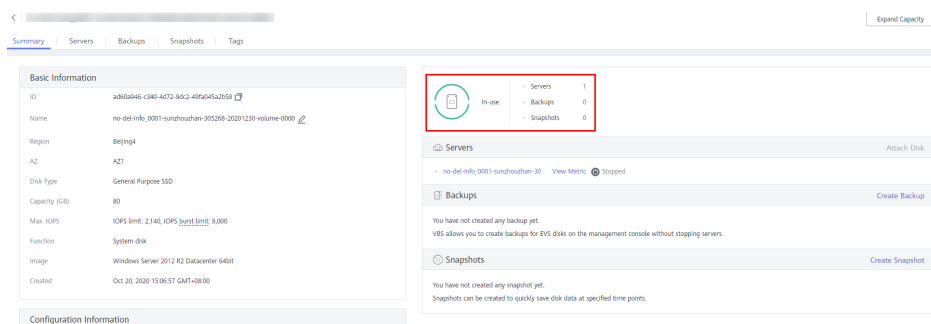 Expand Capacity
Summary Servers Backups Snapshots Tags
Basic Information
ID ad60a946-c340-4d72-9dc2-49fa045a2b58
Name no-del-info_0001-sunzhouzhan-305268-20201230-volume-0000
Region Beijing4
AZ AZ1
Disk Type General Purpose SSD
Capacity (GB) 80
Max. IOPS IOPS limit: 2,140, IOPS burst limit: 8,000
Function System disk
Image Windows Server 2012 R2 Datacenter 64bit
Created Oct 20, 2020 15:06:57 GMT+08:00
Configuration Information
In-use
Servers 1
Backups 0
Snapshots 0
Servers Attach Disk
no-del-info_0001-sunzhouzhan-30... View Metric Stopped
Backups Create Backup
You have not created any backup yet.
VBS allows you to create backups for EVS disks on the management console without stopping servers.
Snapshots Create Snapshot
You have not created any snapshot yet.
Snapshots can be created to quickly save disk data at specified time points.